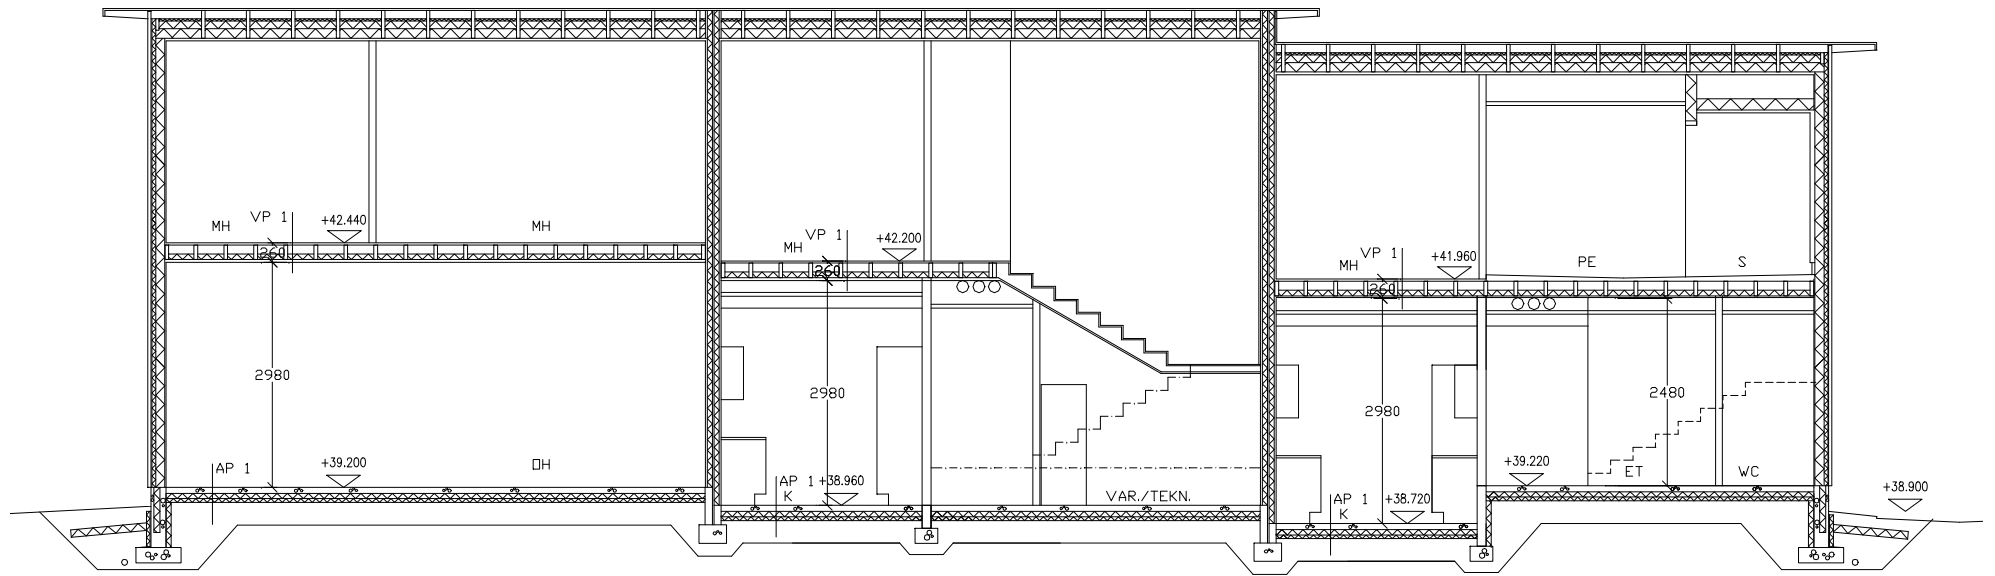 MH
VP 1
+42.440
MH
260
2980
AP 1
+39.200
OH
MH
VP 1
+42.200
260
2980
AP 1
K
+38.960
VAR./TEKN.
MH
VP 1
+41.960
PE
S
260
2980
2480
AP 1
K
+38.720
+39.220
ET
WC
+38.900